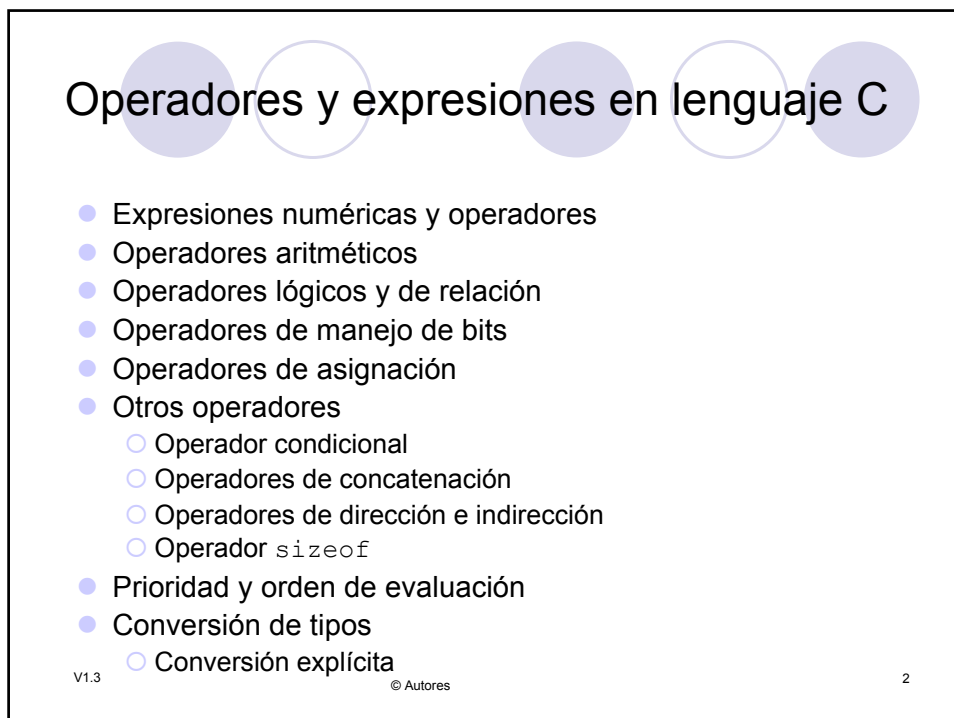 Operadores y expresiones en lenguaje C
Expresiones numéricas y operadores
Operadores aritméticos
Operadores lógicos y de relación
Operadores de manejo de bits
Operadores de asignación
Otros operadores
Operador condicional
Operadores de concatenación
Operadores de dirección e indirección
Operador sizeof
Prioridad y orden de evaluación
Conversión de tipos
Conversión explícita
V1.3
© Autores
2